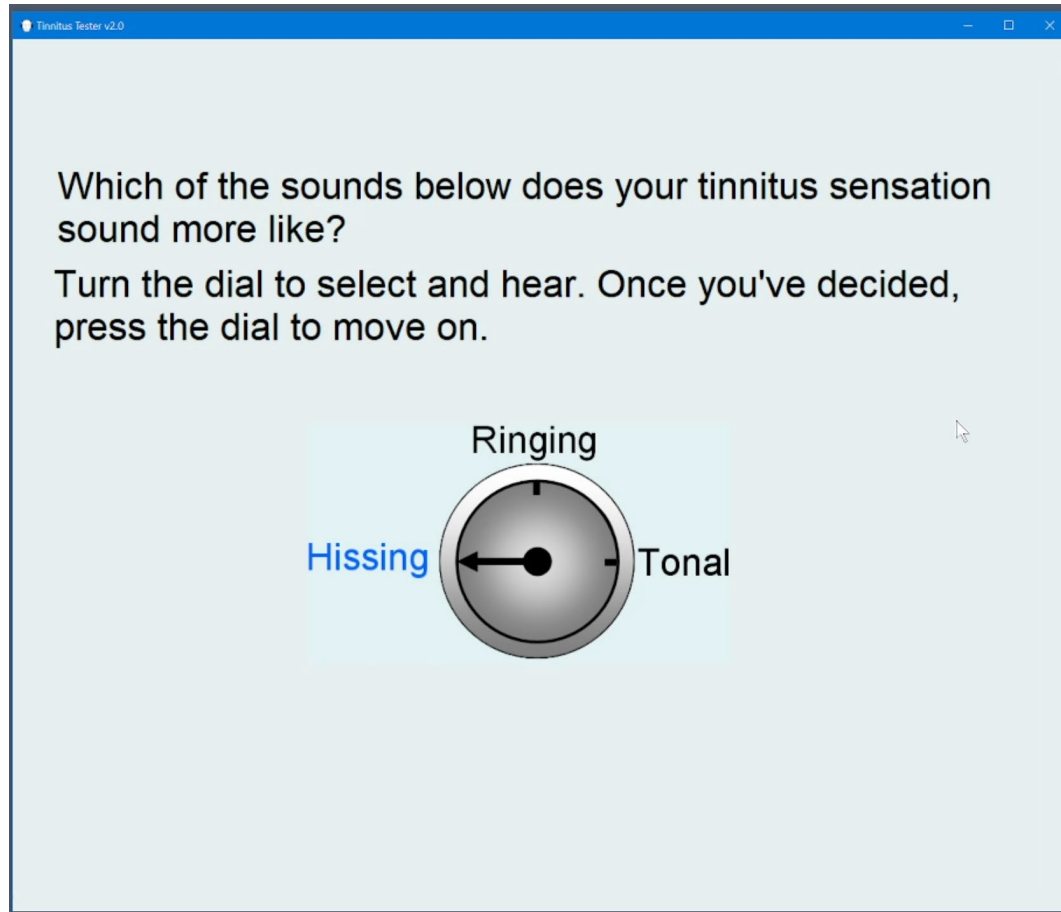 Tinnitus Tester v2.0
Which of the sounds below does your tinnitus sensation
sound more like?
Turn the dial to select and hear. Once you've decided,
press the dial to move on.
Ringing
Hissing
Tonal